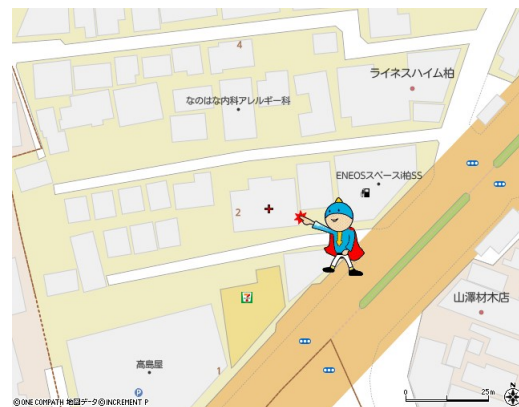 4
ライネスハイム柏
なのはな内科アレルギー科
ENEOSスペース柏SS
2
7
山澤材木店
高島屋
1
P
N
0 25m
©ONE COMPATH 地図データ©INCREMENT P